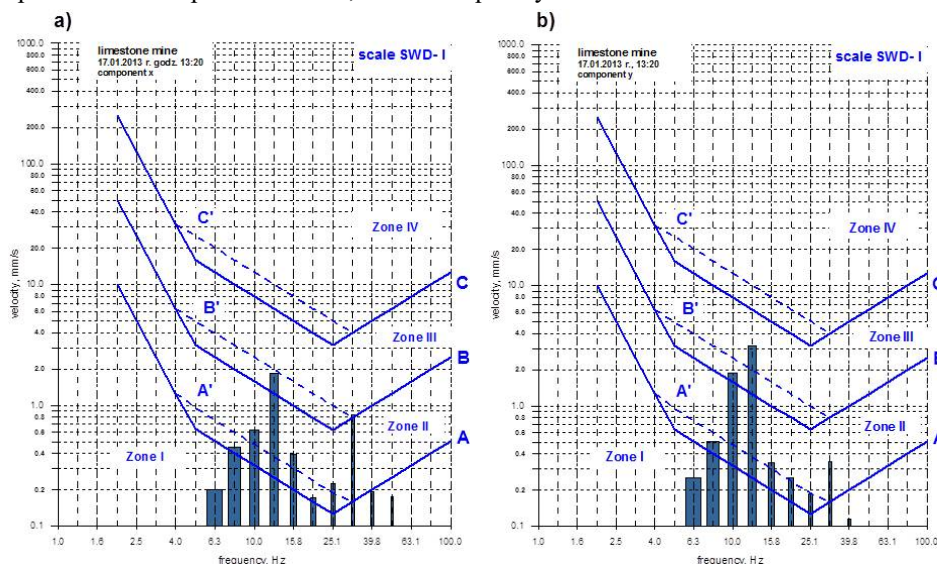 a)
limestone mine
17.01.2013 r. godz. 13:20
component x
scale SWD- I
1000.0
800.0
600.0
400.0
200.0
100.0
80.0
60.0
40.0
20.0
10.0
8.0
6.0
4.0
2.0
1.0
0.8
0.6
0.4
0.2
0.1
velocity, mm/s
C'
Zone IV
C
B'
Zone III
B
A'
Zone II
Zone I
A
1.0 1.6 2.5 4.0 6.3 10.0 15.8 25.1 39.8 63.1 100.0
frequency, Hz
b)
limestone mine
17.01.2013 r., 13:20
component y
scale SWD- I
1000.0
800.0
600.0
400.0
200.0
100.0
80.0
60.0
40.0
20.0
10.0
8.0
6.0
4.0
2.0
1.0
0.8
0.6
0.4
0.2
0.1
velocity, mm/s
C'
Zone IV
B'
Zone III
A'
Zone II
Zone I
1.0 1.6 2.5 4.0 6.3 10.0 15.8 25.1 39.8 63.1 100.0
frequency, Hz